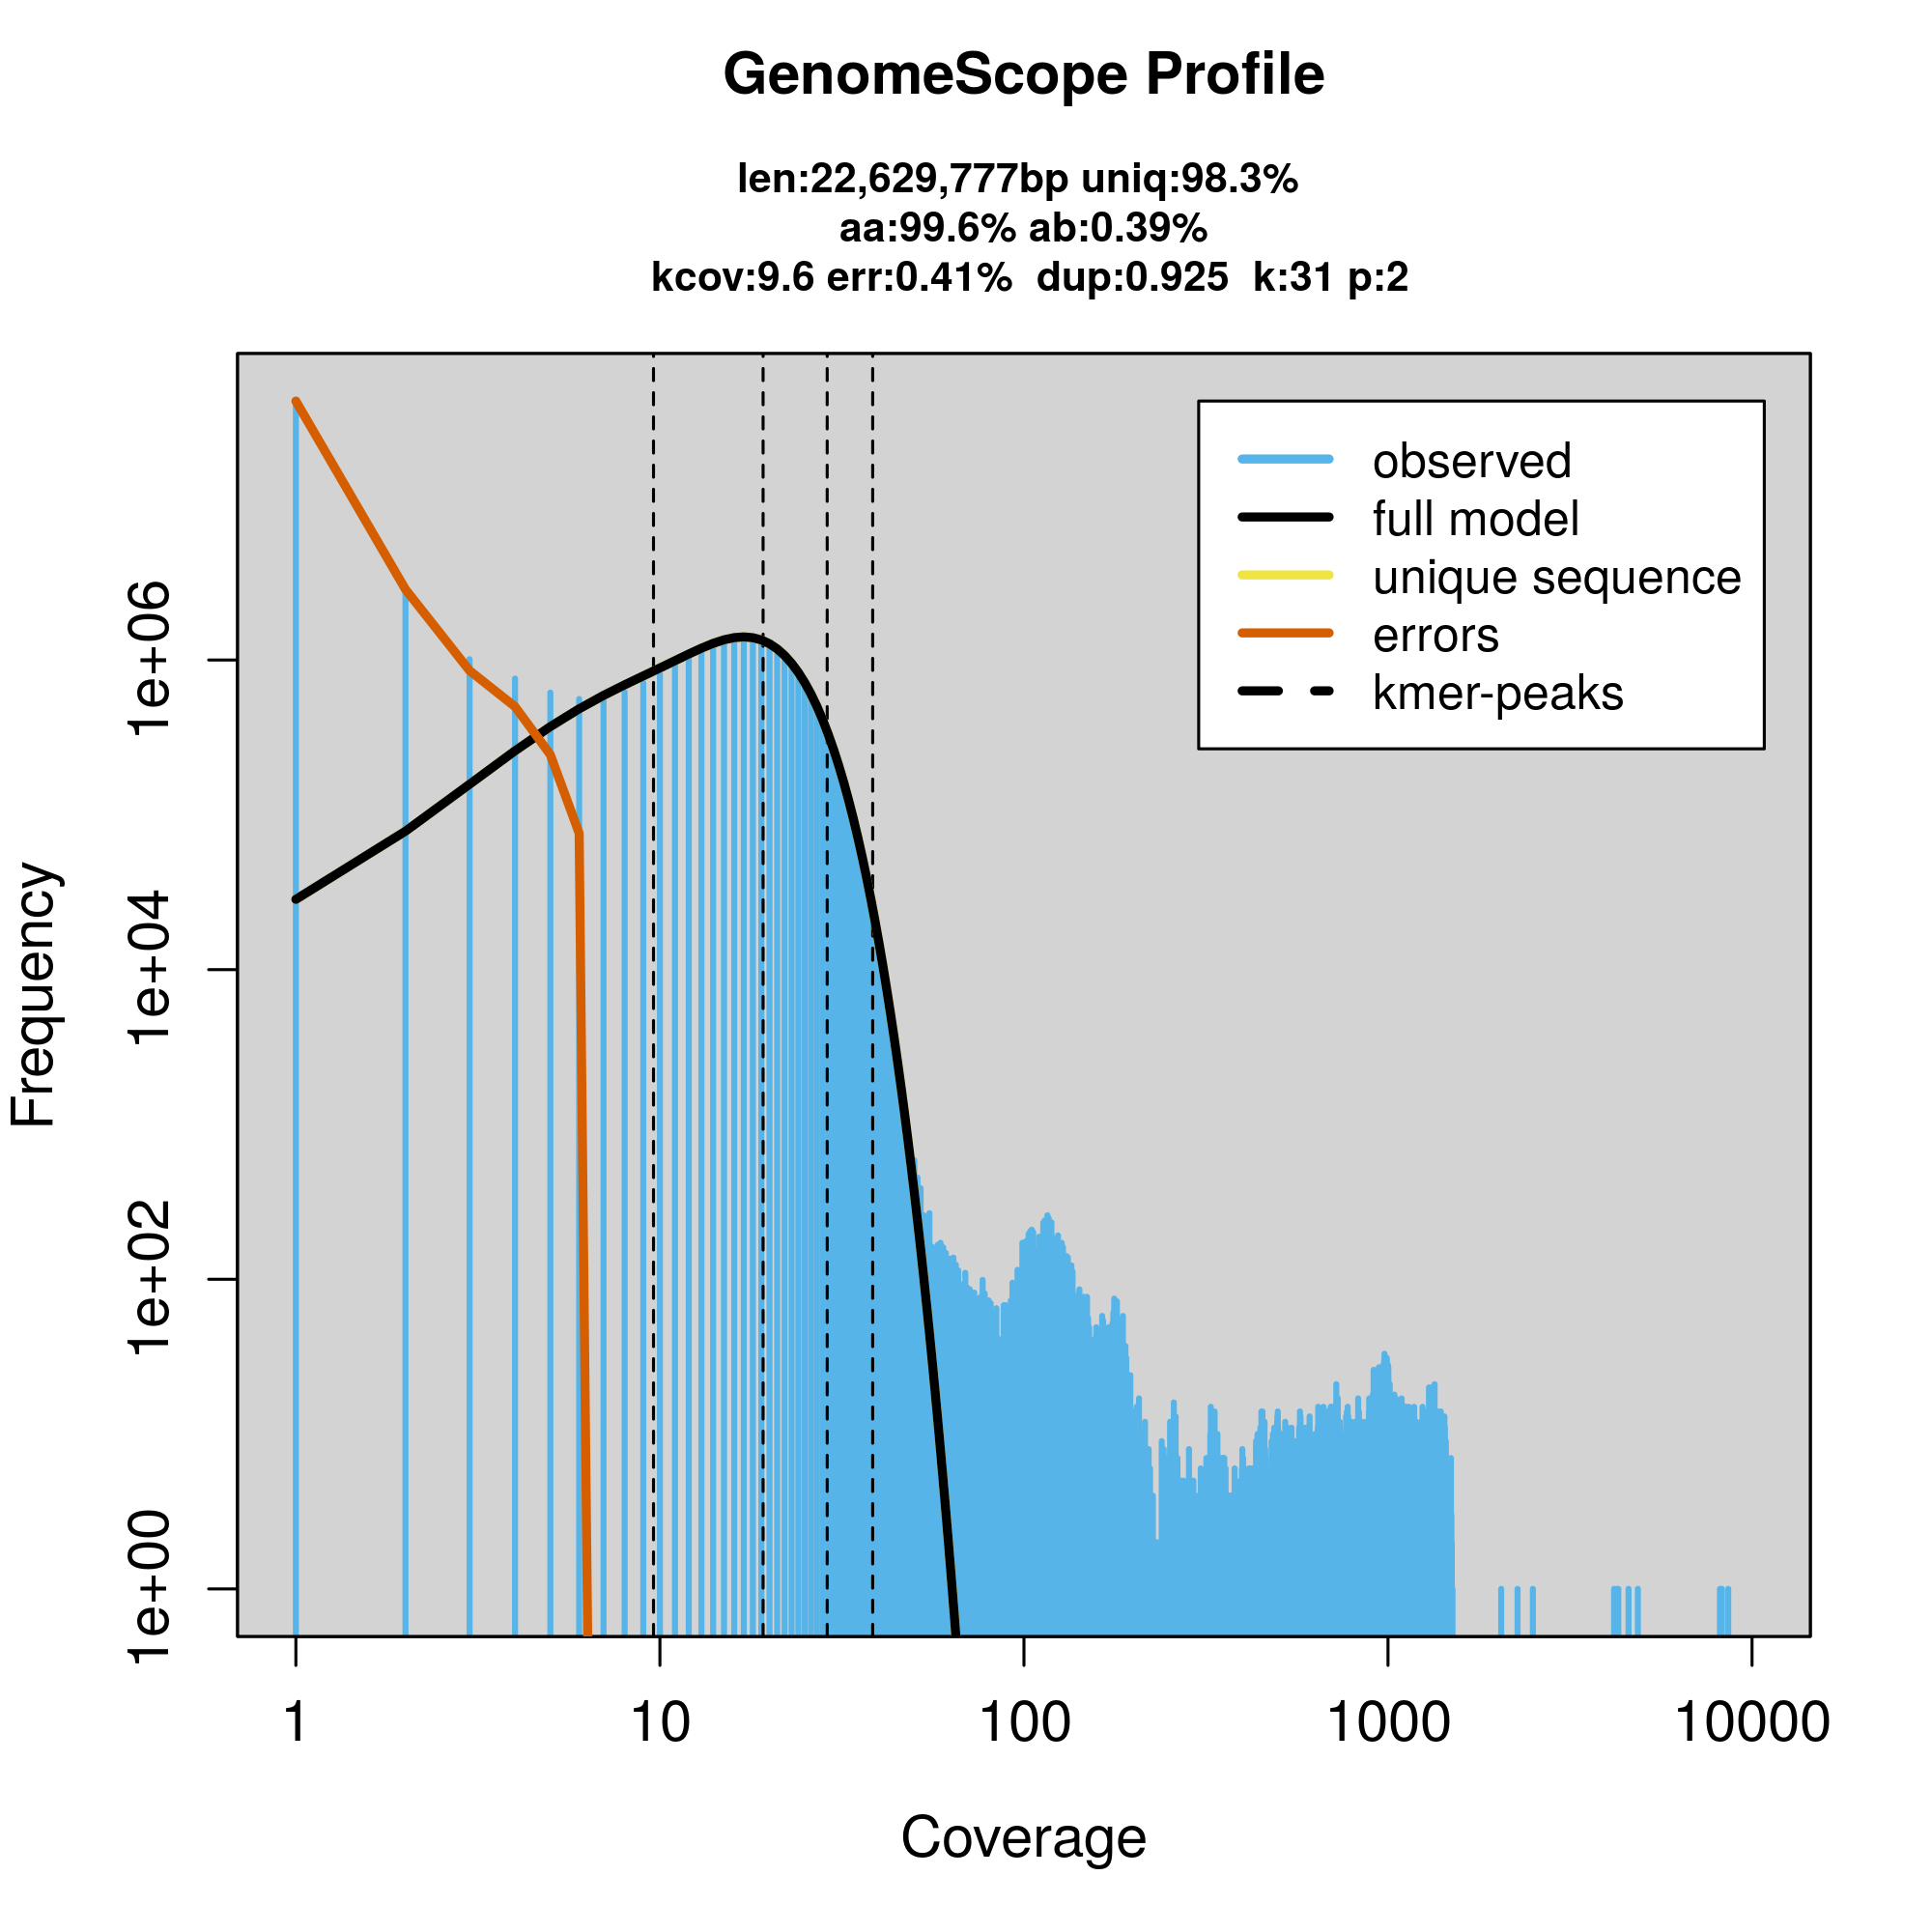 GenomeScope Profile
len:22,629,777bp uniq:98.3%
aa:99.6% ab:0.39%
kcov:9.6 err:0.41% dup:0.925 k:31 p:2
observed
full model
unique sequence
errors
kmer-peaks
Frequency
1e+06
1e+04
1e+02
1e+00
1 10 100 1000 10000
Coverage